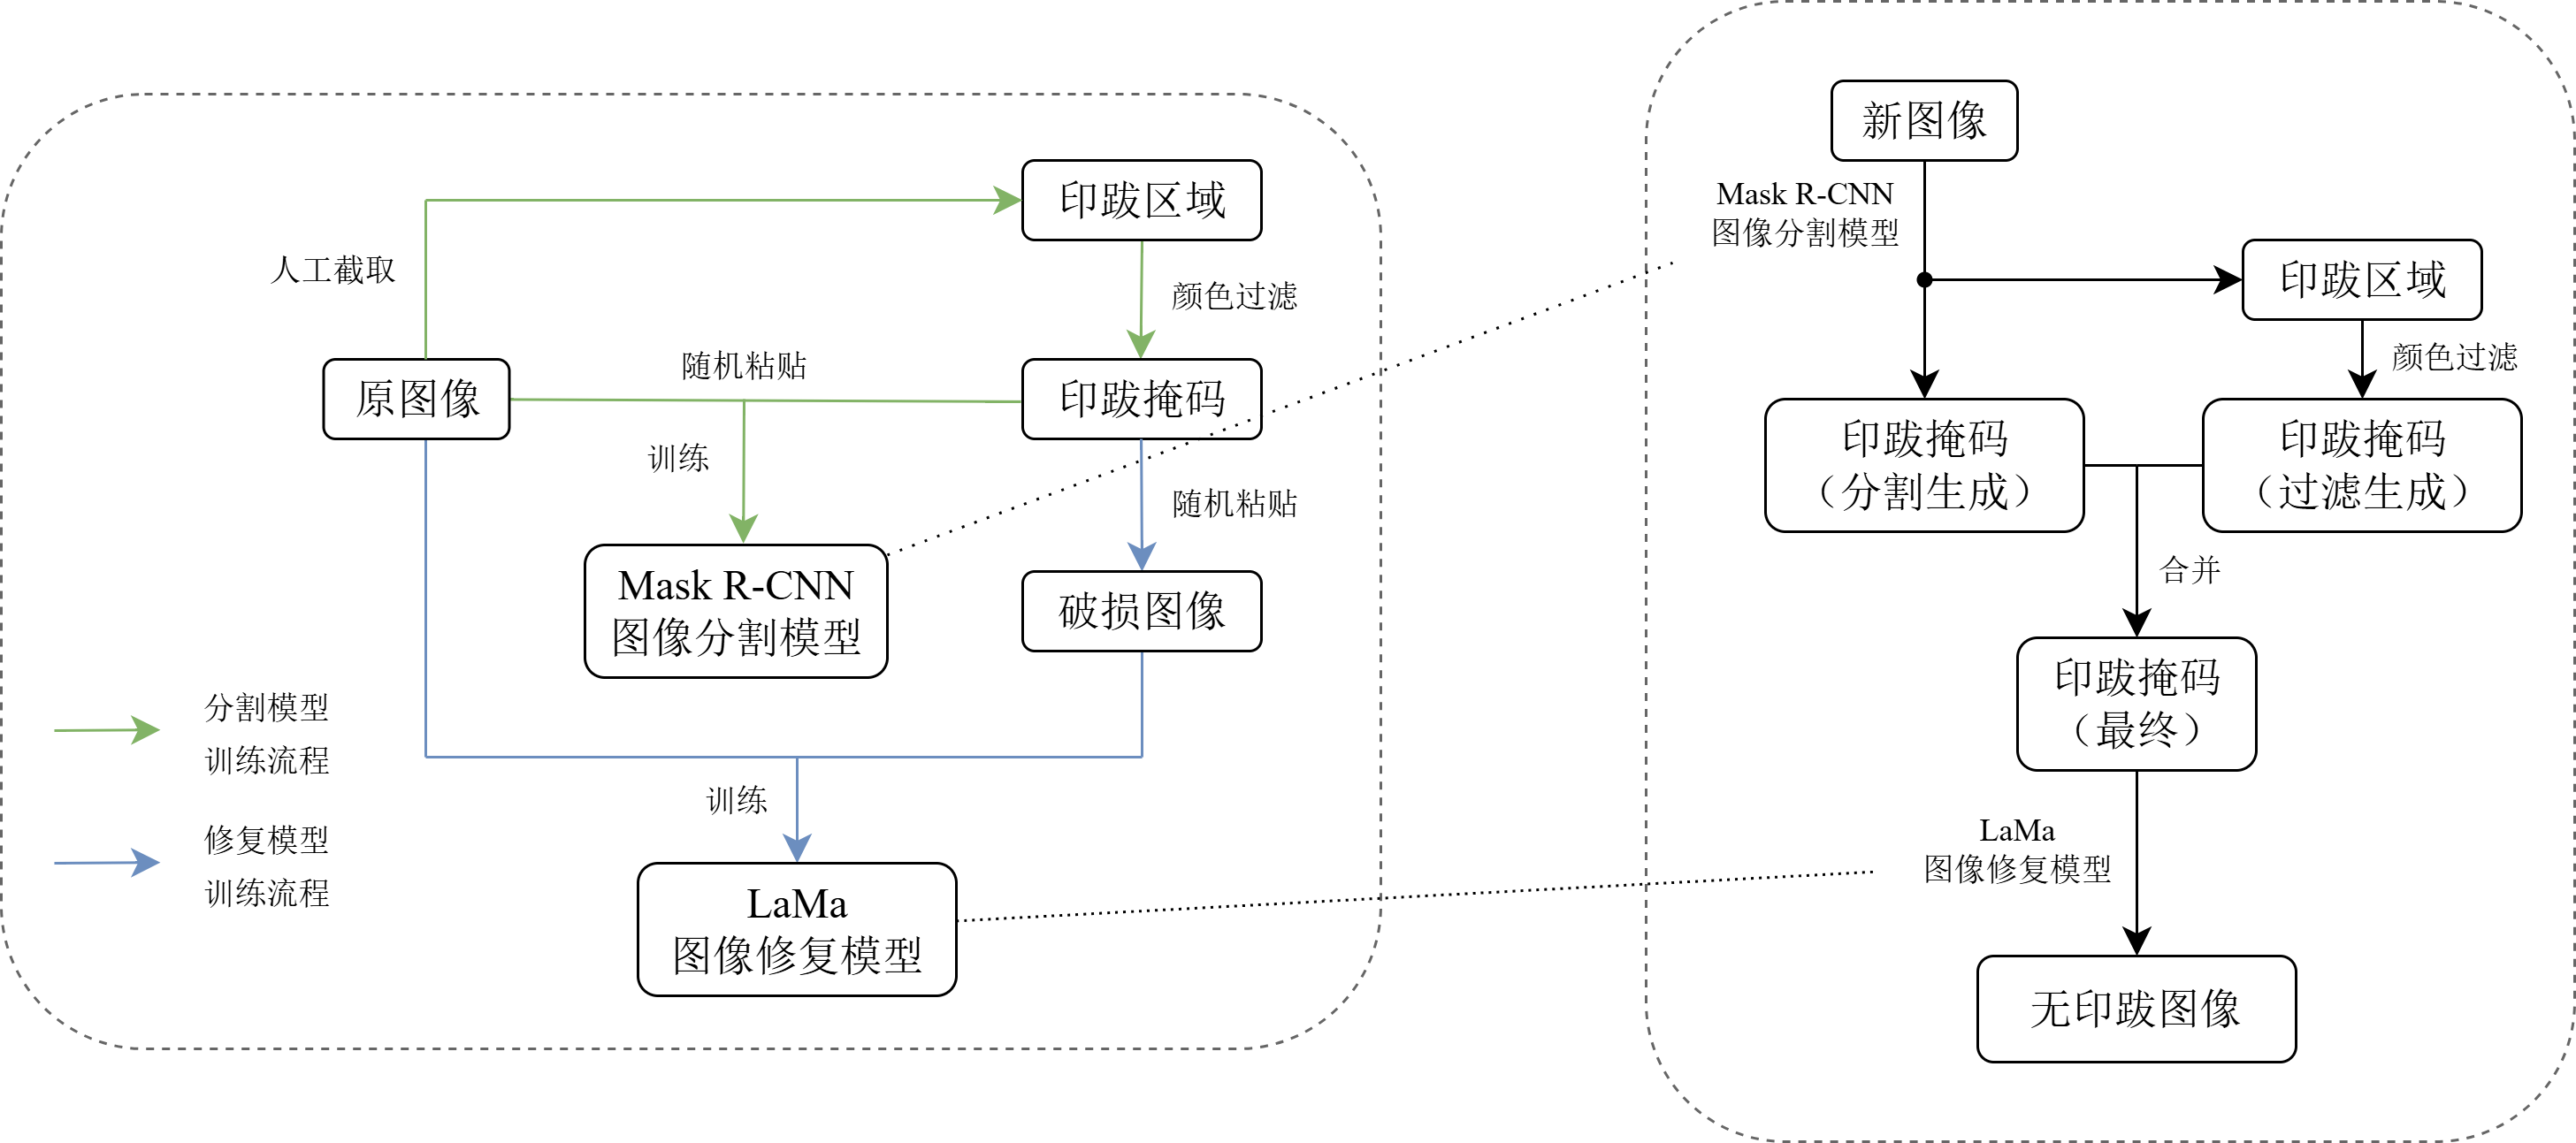 印跋区域
人工截取
颜色过滤
随机粘贴
原图像
印跋掩码
训练
随机粘贴
Mask R-CNN
图像分割模型
破损图像
分割模型
训练流程
训练
修复模型
训练流程
LaMa
图像修复模型
新图像
Mask R-CNN
图像分割模型
印跋区域
颜色过滤
印跋掩码
（分割生成）
印跋掩码
（过滤生成）
合并
印跋掩码
（最终）
LaMa
图像修复模型
无印跋图像